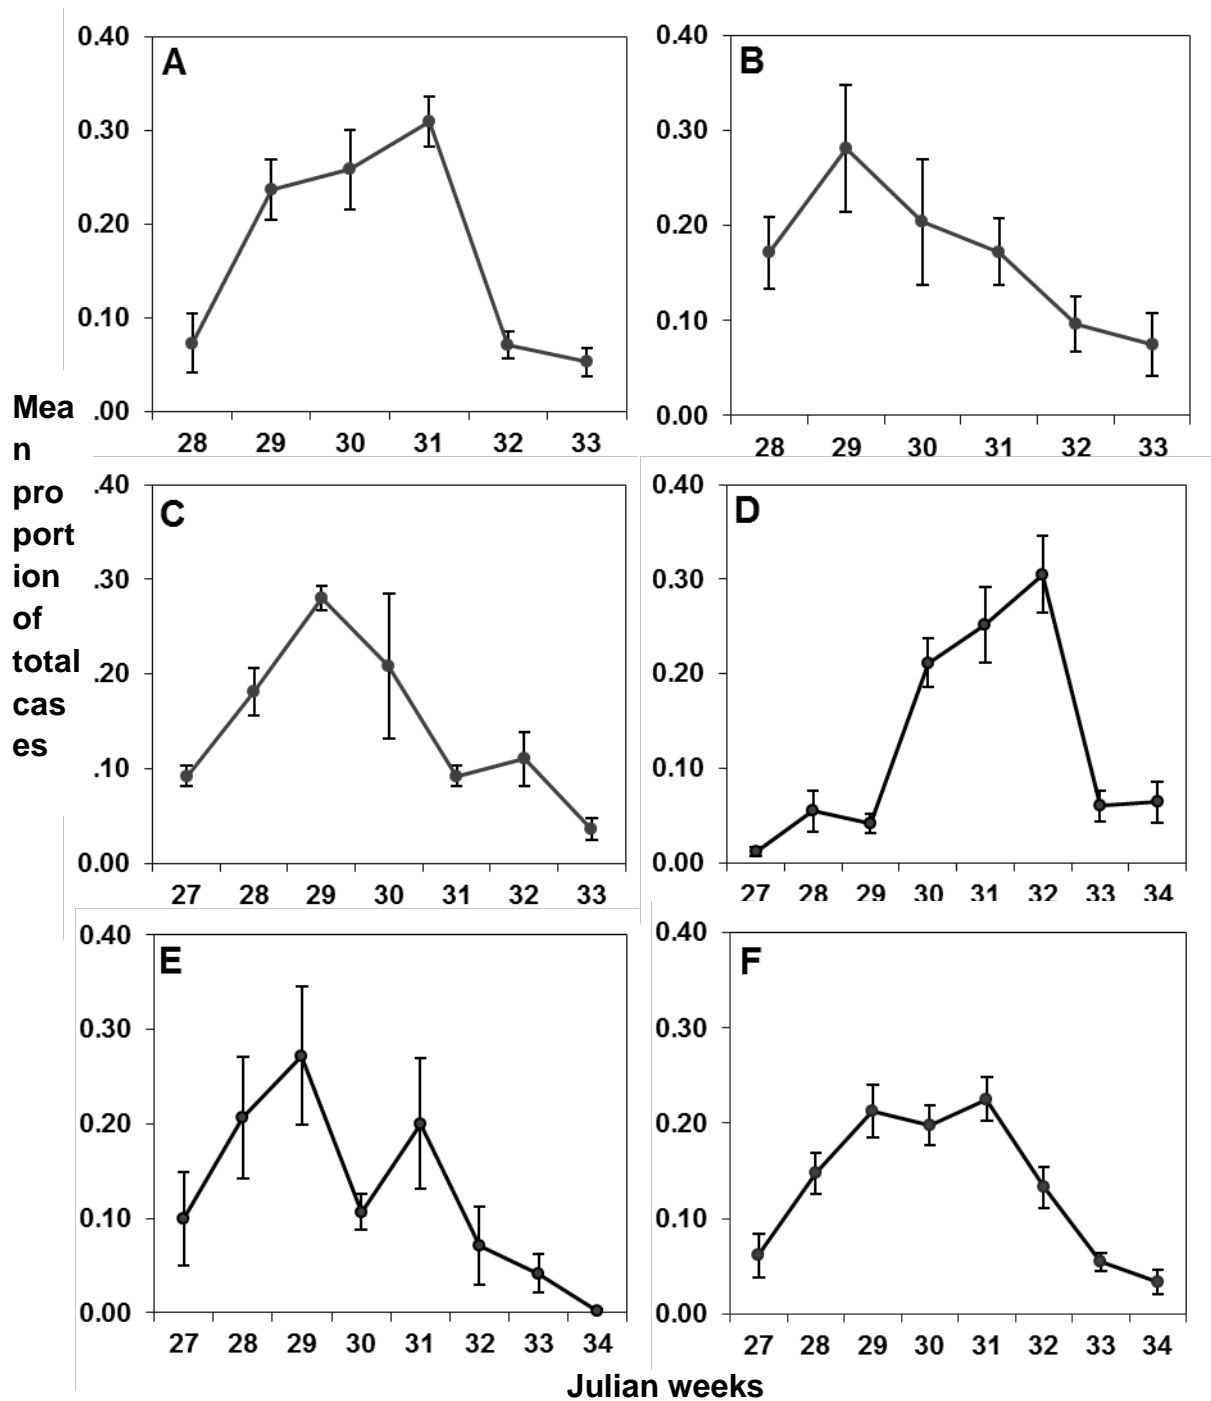 0.40
A
0.30
0.20
0.10
.00
28 29 30 31 32 33
0.40
B
0.30
0.20
0.10
0.00
28 29 30 31 32 33
Mea
n
pro
port
ion
of
total
cas
es
.40
C
.30
.20
.10
0.00
27 28 29 30 31 32 33
0.40
D
0.30
0.20
0.10
0.00
27 28 29 30 31 32 33 34
0.40
E
0.30
0.20
0.10
0.00
27 28 29 30 31 32 33 34
0.40
F
0.30
0.20
0.10
0.00
27 28 29 30 31 32 33 34
Julian weeks